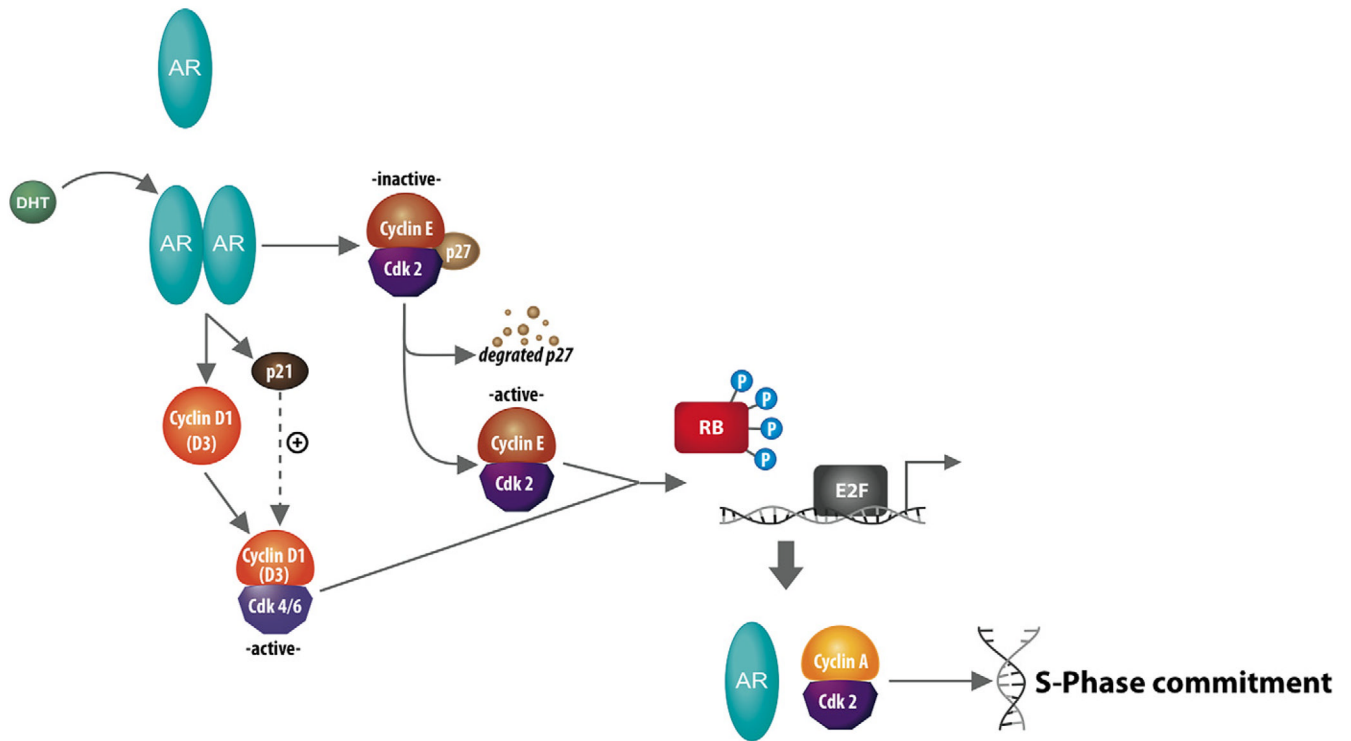 AR
DHT
AR
AR
-inactive-
Cyclin E
Cdk 2
p27
degrated p27
p21
Cyclin D1
(D3)
+
-active-
Cyclin E
Cdk 2
Cyclin D1
(D3)
Cdk 4/6
-active-
RB
P
P
P
P
E2F
AR
Cyclin A
Cdk 2
S-Phase commitment